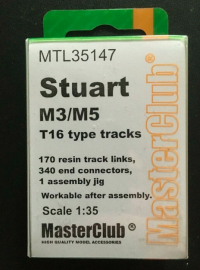 MTL35147
Stuart
M3/M5
T16 type tracks
170 resin track links,
340 end connectors,
1 assembly jig
Workable after assembly.
Scale 1:35
MasterClub®
HIGH QUALITY MODEL ACCESSORIES
MasterClub®